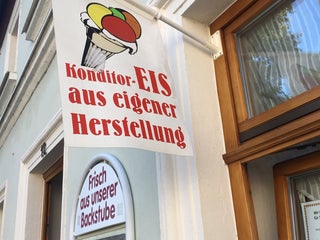 Konditor-EIS
aus eigener
Herstellung
Frisch
aus unserer
Backstube